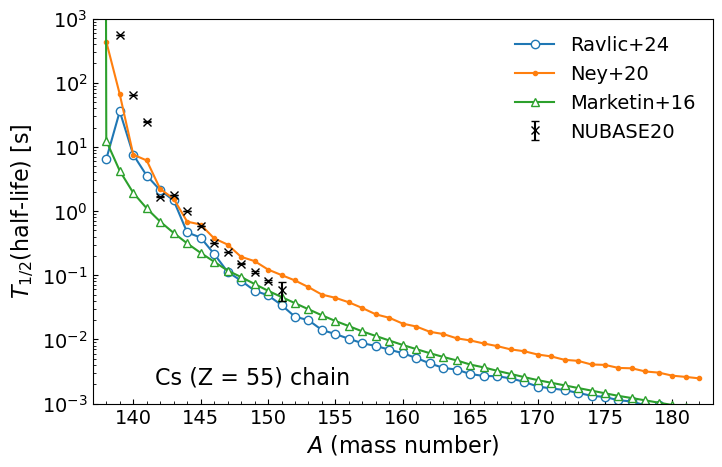 10³
10²
10¹
10⁰
10⁻¹
10⁻²
10⁻³
T₁/₂(half-life) [s]
Ravlic+24
Ney+20
Marketin+16
NUBASE20
Cs (Z = 55) chain
140 145 150 155 160 165 170 175 180
A (mass number)